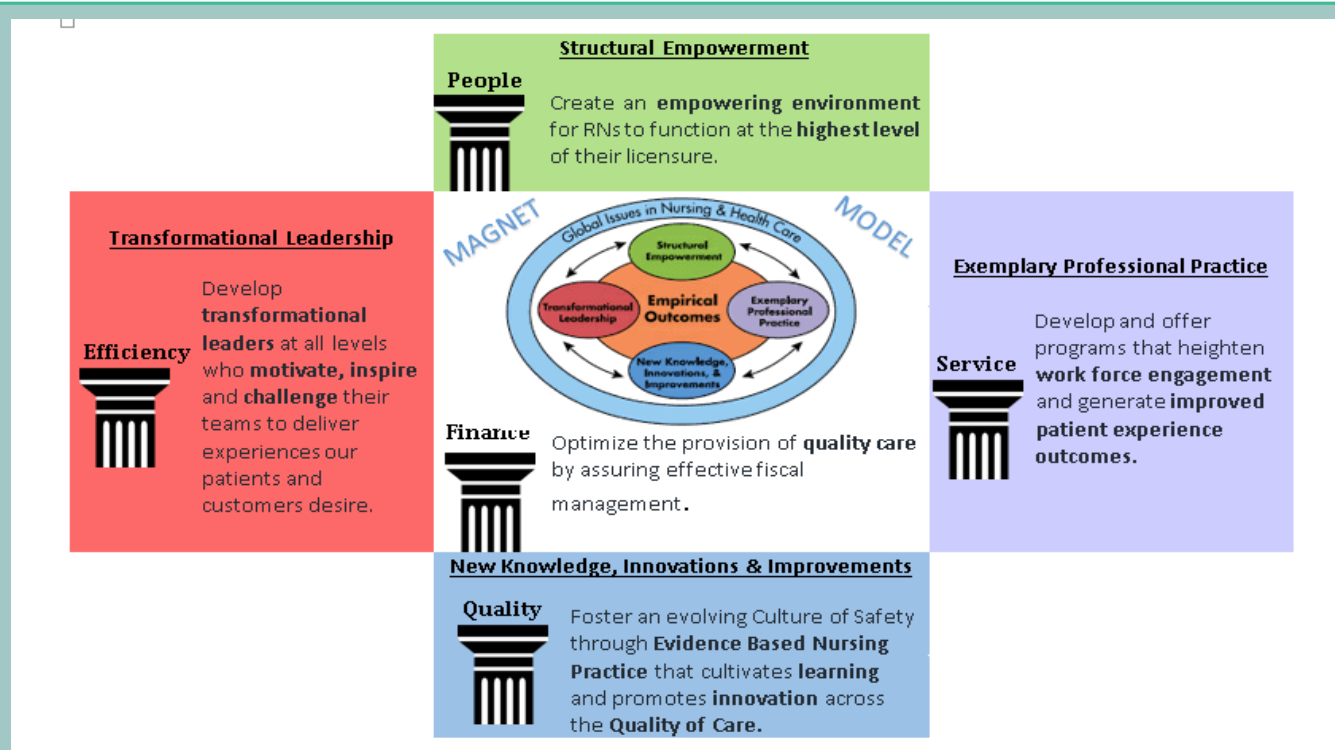 Structural Empowerment
People
Create an empowering environment
for RNs to function at the highest level
of their licensure.
Transformational Leadership
Efficiency
Develop
transformational
leaders at all levels
who motivate, inspire
and challenge their
teams to deliver
experiences our
patients and
customers desire.
MAGNET
MODEL
Global Issues in Nursing & Health Care
Structural
Empowerment
Transformational
Leadership
Empirical
Outcomes
Exemplary
Professional
Practice
New Knowledge,
Innovations, &
Improvements
Finance
Optimize the provision of quality care
by assuring effective fiscal
management.
Exemplary Professional Practice
Service
Develop and offer
programs that heighten
work force engagement
and generate improved
patient experience
outcomes.
New Knowledge, Innovations & Improvements
Quality
Foster an evolving Culture of Safety
through Evidence Based Nursing
Practice that cultivates learning
and promotes innovation across
the Quality of Care.